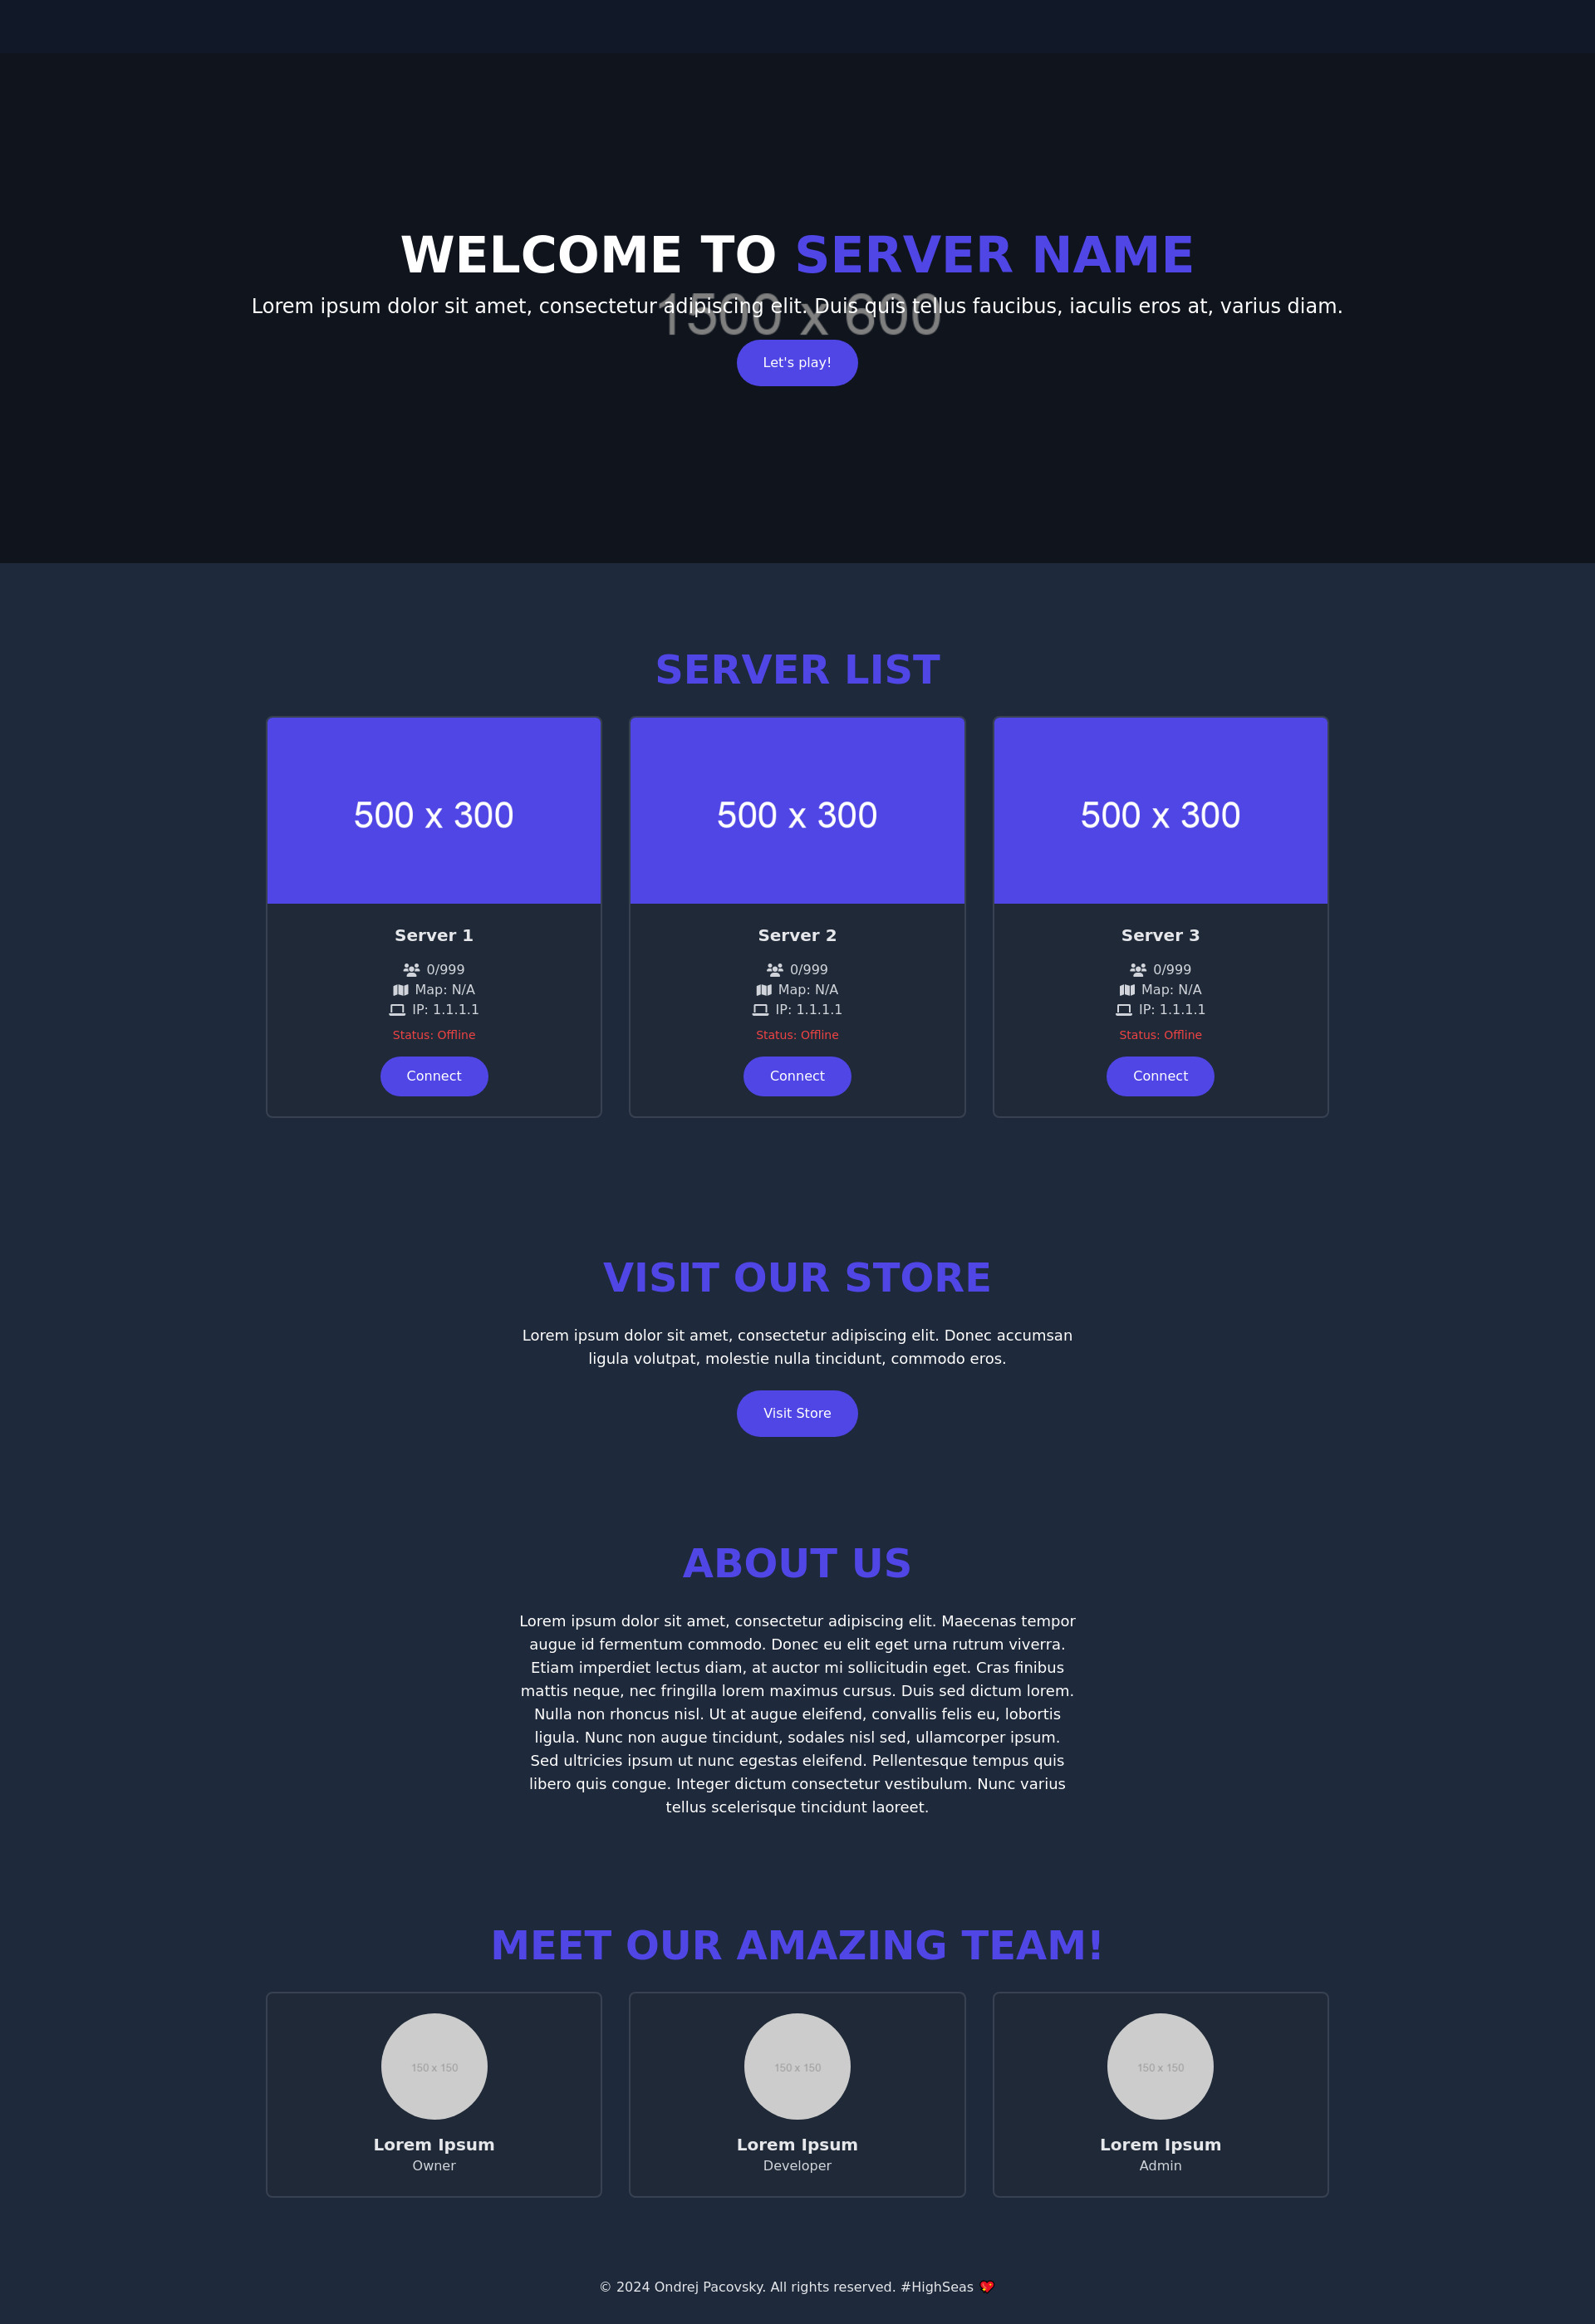 WELCOME TO SERVER NAME
Lorem ipsum dolor sit amet, consectetur adipiscing elit. Duis quis tellus faucibus, iaculis eros at, varius diam.
1500 x 600
Let's play!
SERVER LIST
500 x 300
500 x 300
500 x 300
Server 1
0/999
Map: N/A
IP: 1.1.1.1
Status: Offline
Connect
Server 2
0/999
Map: N/A
IP: 1.1.1.1
Status: Offline
Connect
Server 3
0/999
Map: N/A
IP: 1.1.1.1
Status: Offline
Connect
VISIT OUR STORE
Lorem ipsum dolor sit amet, consectetur adipiscing elit. Donec accumsan
ligula volutpat, molestie nulla tincidunt, commodo eros.
Visit Store
ABOUT US
Lorem ipsum dolor sit amet, consectetur adipiscing elit. Maecenas tempor
augue id fermentum commodo. Donec eu elit eget urna rutrum viverra.
Etiam imperdiet lectus diam, at auctor mi sollicitudin eget. Cras finibus
mattis neque, nec fringilla lorem maximus cursus. Duis sed dictum lorem.
Nulla non rhoncus nisl. Ut at augue eleifend, convallis felis eu, lobortis
ligula. Nunc non augue tincidunt, sodales nisl sed, ullamcorper ipsum.
Sed ultricies ipsum ut nunc egestas eleifend. Pellentesque tempus quis
libero quis congue. Integer dictum consectetur vestibulum. Nunc varius
tellus scelerisque tincidunt laoreet.
MEET OUR AMAZING TEAM!
150 x 150
Lorem Ipsum
Owner
150 x 150
Lorem Ipsum
Developer
150 x 150
Lorem Ipsum
Admin
© 2024 Ondrej Pacovsky. All rights reserved. #HighSeas 💖